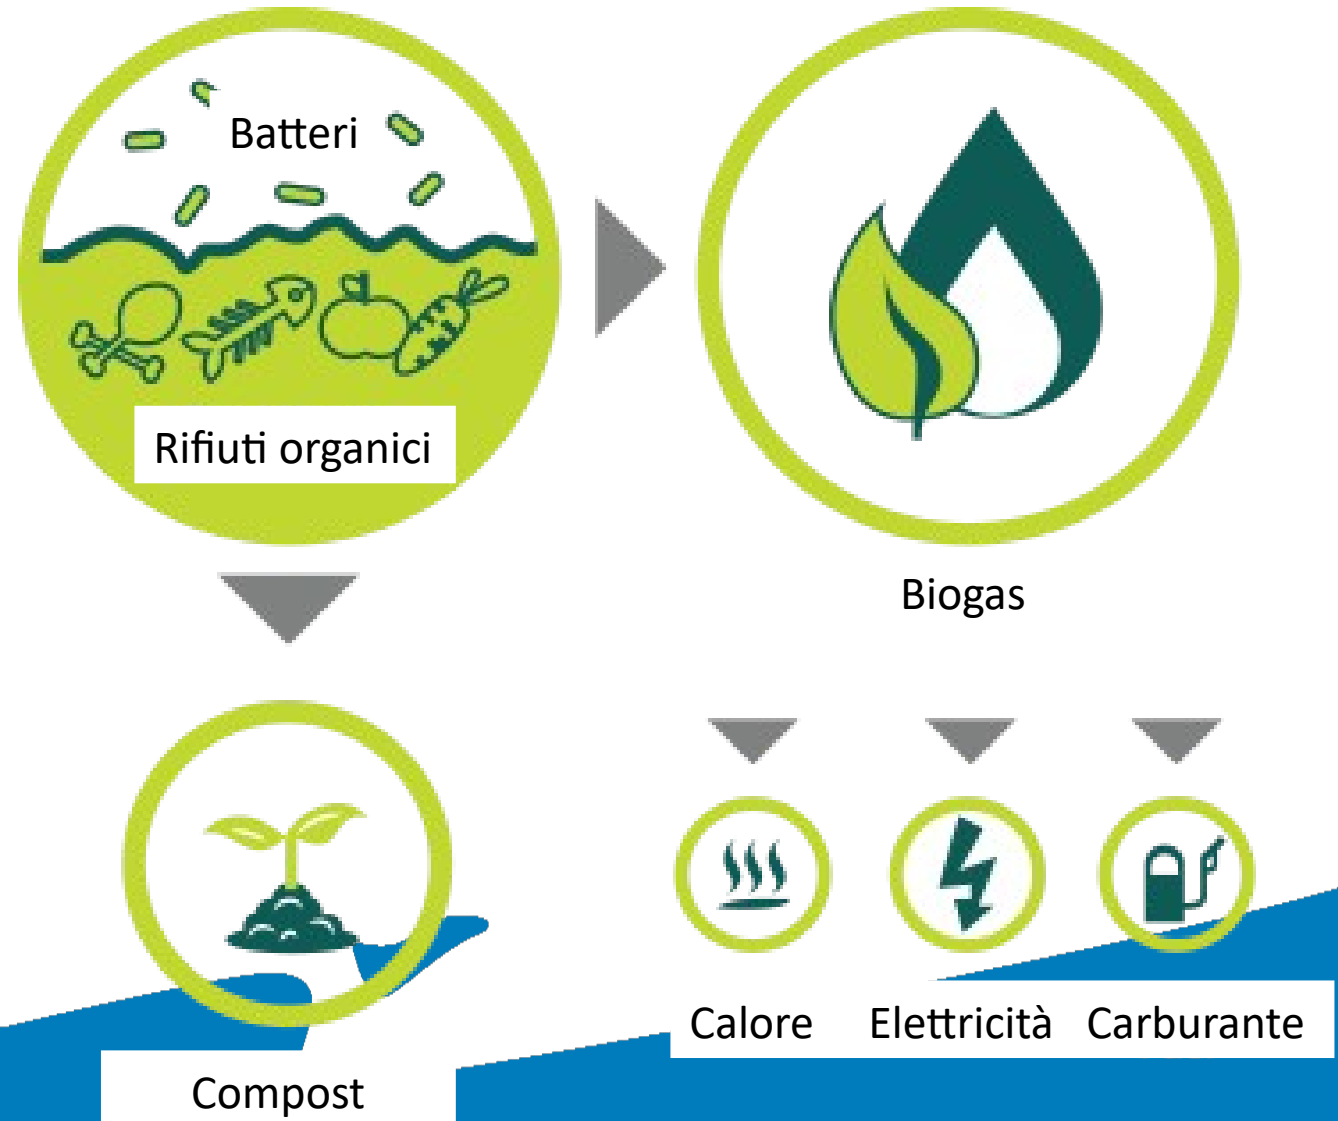 Batteri
Rifiuti organici
Biogas
Calore
Elettricità
Carburante
Compost